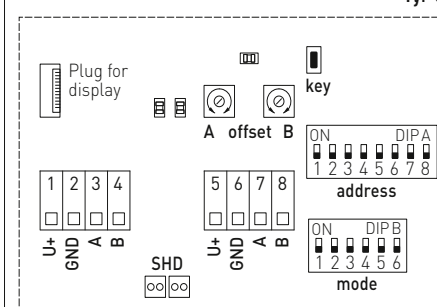 Plug for
display
key
A offset B
ON DIP A
1 2 3 4 5 6 7 8
address
1 2 3 4
U+ GND A B
5 6 7 8
U+ GND A B
SHD
ON DIP B
1 2 3 4 5 6
mode